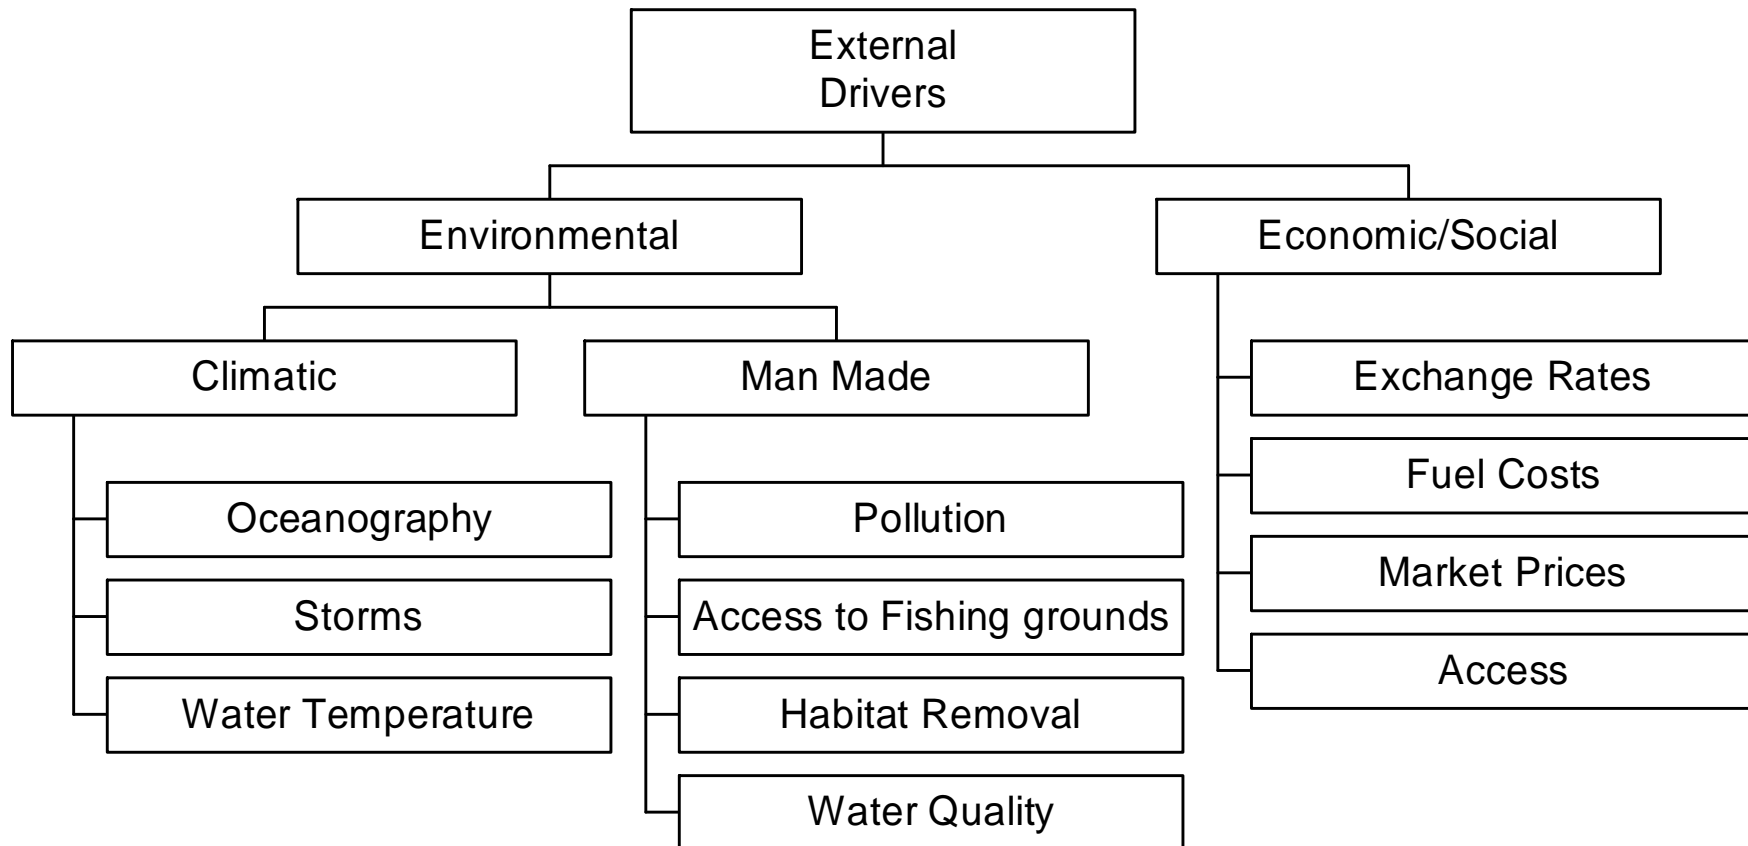 External
Drivers
Environmental
Economic/Social
Climatic
Man Made
Exchange Rates
Fuel Costs
Market Prices
Access
Oceanography
Storms
Water Temperature
Pollution
Access to Fishing grounds
Habitat Removal
Water Quality